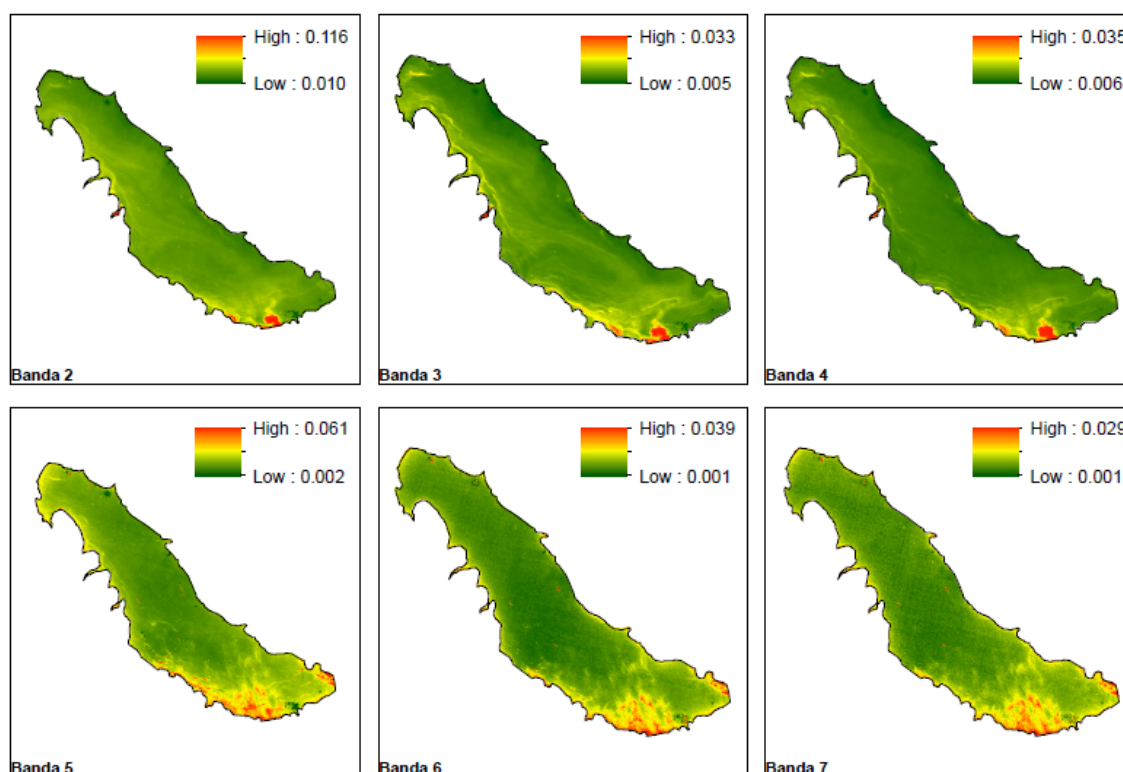 High : 0.116
Low : 0.010
Banda 2
High : 0.033
Low : 0.005
Banda 3
High : 0.035
Low : 0.006
Banda 4
High : 0.061
Low : 0.002
Banda 5
High : 0.039
Low : 0.001
Banda 6
High : 0.029
Low : 0.001
Banda 7